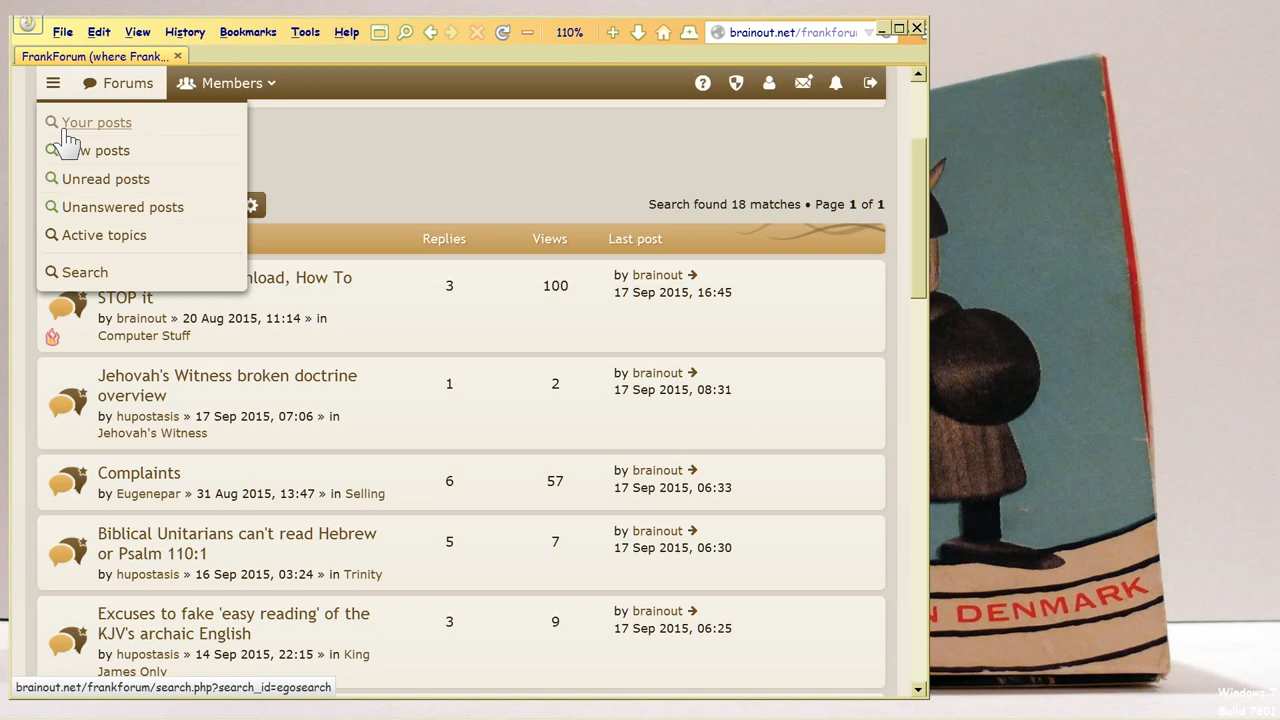 File Edit View History Bookmarks Tools Help 110% brainout.net/frankforu
FrankForum (where Frank...
Forums Members
Your posts
posts
Unread posts
Unanswered posts
Active topics
Search
Search found 18 matches • Page 1 of 1
Replies Views Last post
How To
STOP it
by brainout » 20 Aug 2015, 11:14 » in
Computer Stuff
3 100 by brainout
17 Sep 2015, 16:45
Jehovah's Witness broken doctrine
overview
by hupostasis » 17 Sep 2015, 07:06 » in
Jehovah's Witness
1 2 by brainout
17 Sep 2015, 08:31
Complaints
by Eugenepar » 31 Aug 2015, 13:47 » in Selling
6 57 by brainout
17 Sep 2015, 06:33
Biblical Unitarians can't read Hebrew
or Psalm 110:1
by hupostasis » 16 Sep 2015, 03:24 » in Trinity
5 7 by brainout
17 Sep 2015, 06:30
Excuses to fake 'easy reading' of the
KJV's archaic English
by hupostasis » 14 Sep 2015, 22:15 » in King
James Only
3 9 by brainout
17 Sep 2015, 06:25
brainout.net/frankforum/search.php?search_id=egosearch
DENMARK
Windows 7
Build 7601